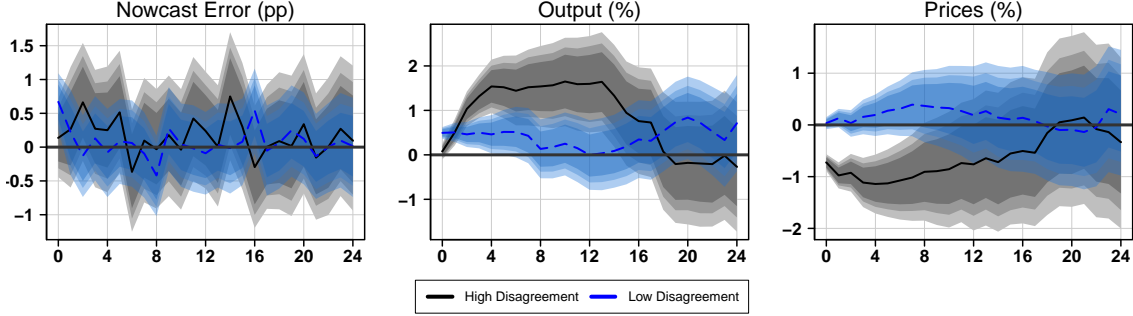 Nowcast Error (pp)
1.5
1
0.5
0
-0.5
−1
0 4 8 12 16 20 24
Output (%)
2
1
0
−1
0 4 8 12 16 20 24
Prices (%)
1
0
−1
−2
0 4 8 12 16 20 24
High Disagreement Low Disagreement